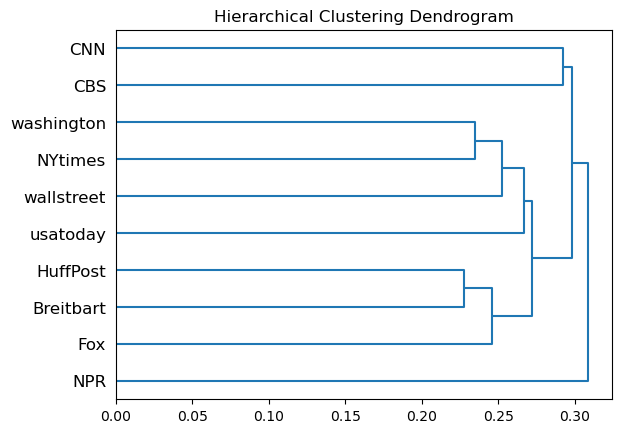 Hierarchical Clustering Dendrogram
CNN
CBS
washington
NYtimes
wallstreet
usatoday
HuffPost
Breitbart
Fox
NPR
0.00 0.05 0.10 0.15 0.20 0.25 0.30